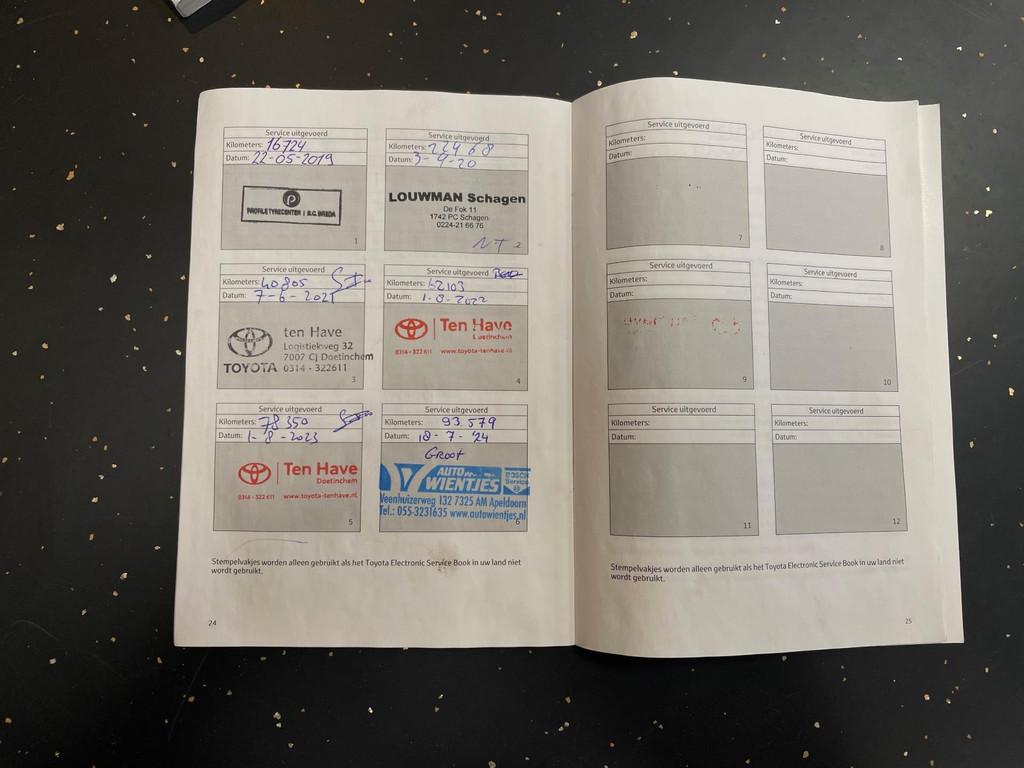 Service uitgevoerd
Kilometers: 16724
Datum: 22-05-2019
P
PROFILE TYRECENTER | B.C. BREDA
1
Service uitgevoerd
Kilometers: 22468
Datum: 3-4-20
LOUWMAN Schagen
De Fok 11
1742 PC Schagen
0224-21 66 76
2
Service uitgevoerd
Kilometers: 40805
Datum: 7-6-2021
ten Have
Logistiekweg 32
7007 CJ Doetinchem
TOYOTA 0314 - 322611
3
Service uitgevoerd
Kilometers: 62103
Datum: 1-8-2022
Ten Have
Doetinchem
0314 - 322 611 www.toyota-tenhave.nl
4
Service uitgevoerd
Kilometers: 78350
Datum: 1-8-2023
Ten Have
Doetinchem
0314 - 322 611 www.toyota-tenhave.nl
5
Service uitgevoerd
Kilometers: 93.579
Datum: 18-7-'24
Groot
AUTO
WIENTJES
BOSCH
Service
Veenhuizerweg 132 7325 AM Apeldoorn
Tel.: 055-3231635 www.autowientjes.nl
6
Stempelvakjes worden alleen gebruikt als het Toyota Electronic Service Book in uw land niet
wordt gebruikt.
24
Service uitgevoerd
Kilometers:
Datum:
7
Service uitgevoerd
Kilometers:
Datum:
8
Service uitgevoerd
Kilometers:
Datum:
9
Service uitgevoerd
Kilometers:
Datum:
10
Service uitgevoerd
Kilometers:
Datum:
11
Service uitgevoerd
Kilometers:
Datum:
12
Stempelvakjes worden alleen gebruikt als het Toyota Electronic Service Book in uw land niet
wordt gebruikt.
25